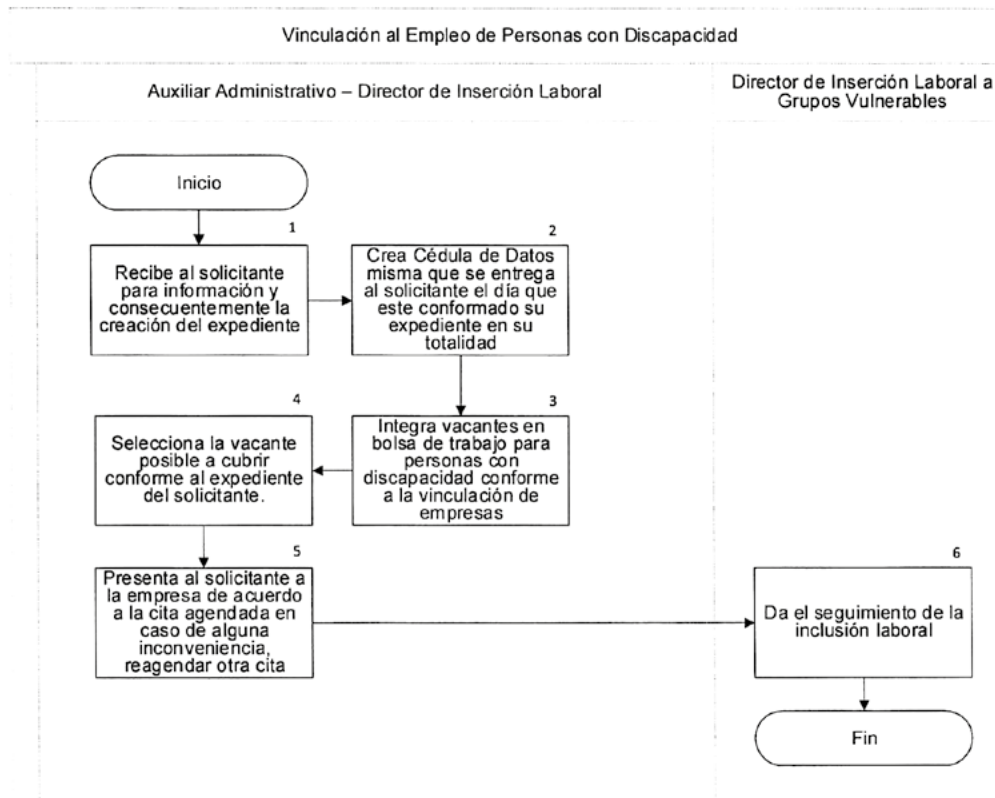 Vinculación al Empleo de Personas con Discapacidad
Auxiliar Administrativo – Director de Inserción Laboral
Director de Inserción Laboral a
Grupos Vulnerables
Inicio
1
Recibe al solicitante
para información y
consecuentemente la
creación del expediente
2
Crea Cédula de Datos
misma que se entrega
al solicitante el día que
este conformado su
expediente en su
totalidad
3
Integra vacantes en
bolsa de trabajo para
personas con
discapacidad conforme
a la vinculación de
empresas
4
Selecciona la vacante
posible a cubrir
conforme al expediente
del solicitante.
5
Presenta al solicitante a
la empresa de acuerdo
a la cita agendada en
caso de alguna
inconveniencia,
reagendar otra cita
6
Da el seguimiento de la
inclusión laboral
Fin